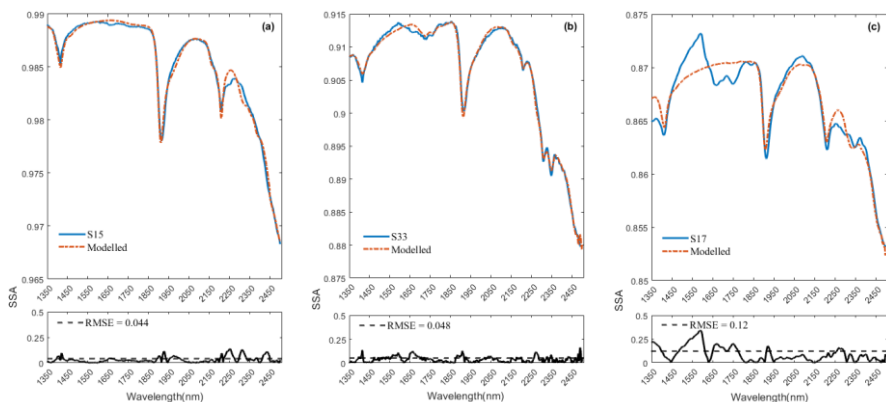 (a)
0.99
0.985
0.98
0.975
0.97
0.965
SSA
S15
Modelled
1350 1450 1550 1650 1750 1850 1950 2050 2150 2250 2350 2450
0.5
0.25
0
RMSE = 0.044
1350 1450 1550 1650 1750 1850 1950 2050 2150 2250 2350 2450
Wavelength(nm)
(b)
0.915
0.91
0.905
0.9
0.895
0.89
0.885
0.88
0.875
SSA
S33
Modelled
1350 1450 1550 1650 1750 1850 1950 2050 2150 2250 2350 2450
0.5
0.25
0
RMSE = 0.048
1350 1450 1550 1650 1750 1850 1950 2050 2150 2250 2350 2450
Wavelength(nm)
(c)
0.875
0.87
0.865
0.86
0.855
0.85
SSA
S17
Modelled
1350 1450 1550 1650 1750 1850 1950 2050 2150 2250 2350 2450
0.5
0.25
0
RMSE = 0.12
1350 1450 1550 1650 1750 1850 1950 2050 2150 2250 2350 2450
Wavelength(nm)